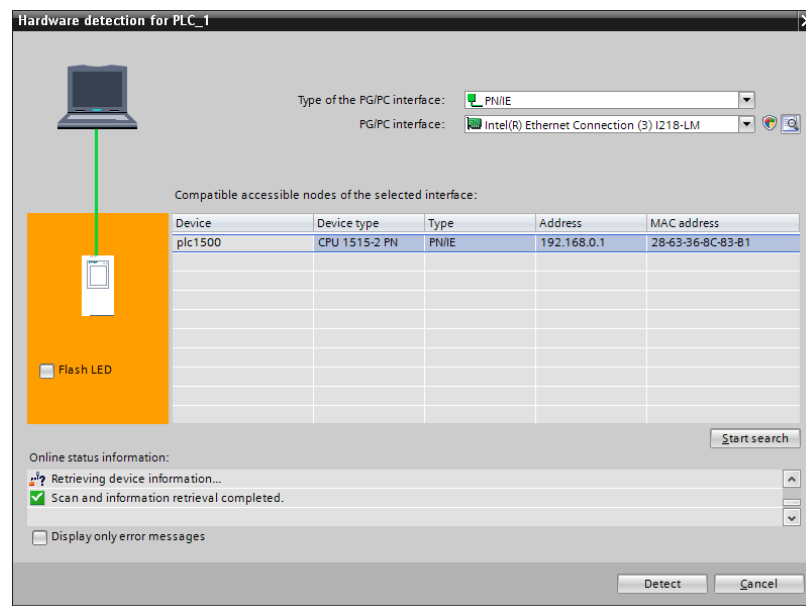 Hardware detection for PLC_1
Type of the PG/PC interface: PN/IE
PG/PC interface: Intel(R) Ethernet Connection (3) I218-LM
Compatible accessible nodes of the selected interface:
Device Device type Type Address MAC address
plc1500 CPU 1515-2 PN PN/IE 192.168.0.1 28-63-36-8C-83-B1
Flash LED
Start search
Online status information:
Retrieving device information...
Scan and information retrieval completed.
Display only error messages
Detect Cancel